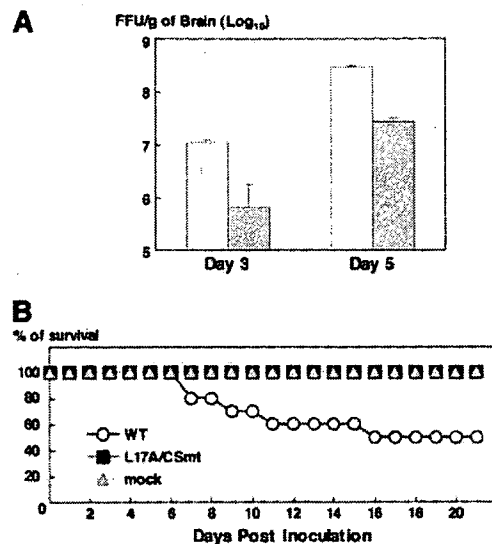 A
FFU/g of Brain (Log₁₀)
9
8
7
6
5
Day 3 Day 5
B
% of survival
100
80
60
40
20
0
WT
L17A/CSmt
mock
2 4 6 8 10 12 14 16 18 20
Days Post Inoculation